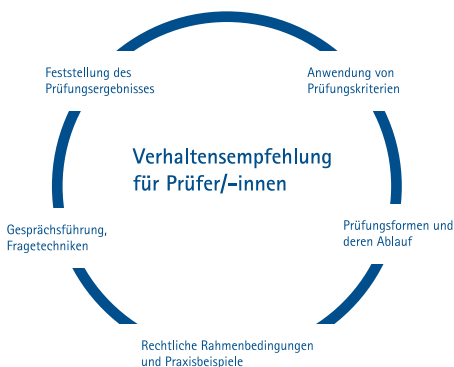 Feststellung des
Prüfungsergebnisses
Anwendung von
Prüfungskriterien
Verhaltensempfehlung
für Prüfer/-innen
Gesprächsführung,
Fragetechniken
Prüfungsformen und
deren Ablauf
Rechtliche Rahmenbedingungen
und Praxisbeispiele